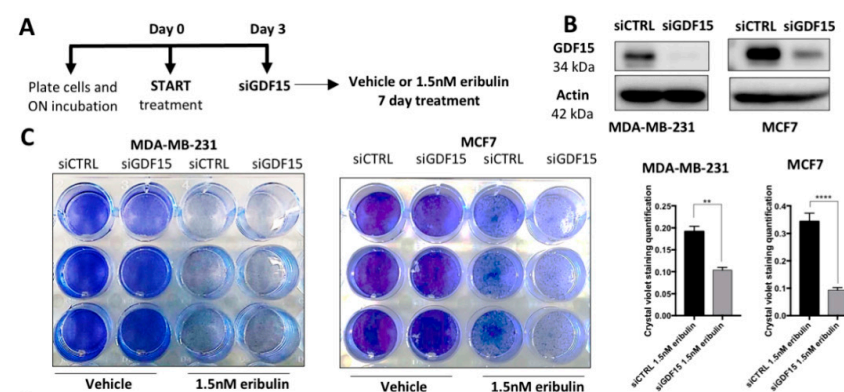 A
Day 0 Day 3
Plate cells and
ON incubation
START
treatment
siGDF15
Vehicle or 1.5nM eribulin
7 day treatment
B
siCTRL siGDF15 siCTRL siGDF15
GDF15
34 kDa
Actin
42 kDa
MDA-MB-231 MCF7
C
MDA-MB-231
siCTRL siGDF15 siCTRL siGDF15
Vehicle 1.5nM eribulin
MCF7
siCTRL siGDF15 siCTRL siGDF15
Vehicle 1.5nM eribulin
MDA-MB-231
Crystal violet staining quantification
0.25
0.20
0.15
0.10
0.05
0.00
**
siCTRL 1.5nM eribulin
siGDF15 1.5nM eribulin
MCF7
Crystal violet staining quantification
0.4
0.3
0.2
0.1
0.0
****
siCTRL 1.5nM eribulin
siGDF15 1.5nM eribulin